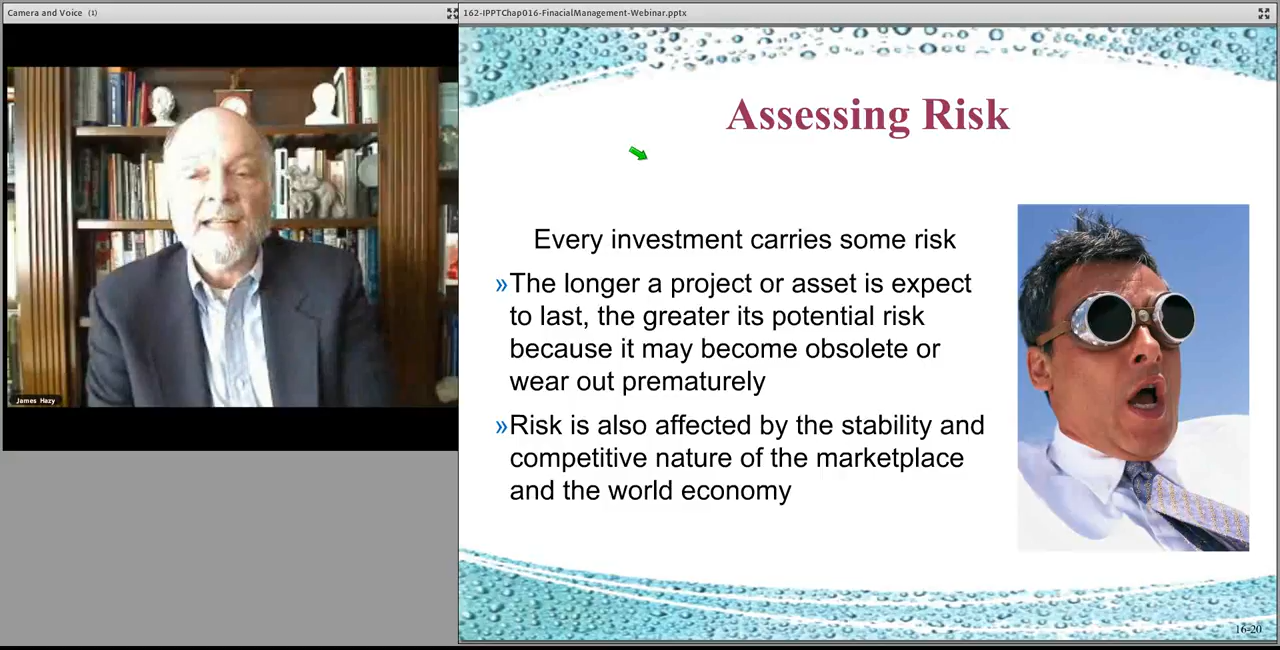 Camera and Voice (1)
162-IPPTChap016-FinacialManagement-Webinar.pptx
Assessing Risk
Every investment carries some risk
»The longer a project or asset is expect
to last, the greater its potential risk
because it may become obsolete or
wear out prematurely
»Risk is also affected by the stability and
competitive nature of the marketplace
and the world economy
James Hazy
16-20